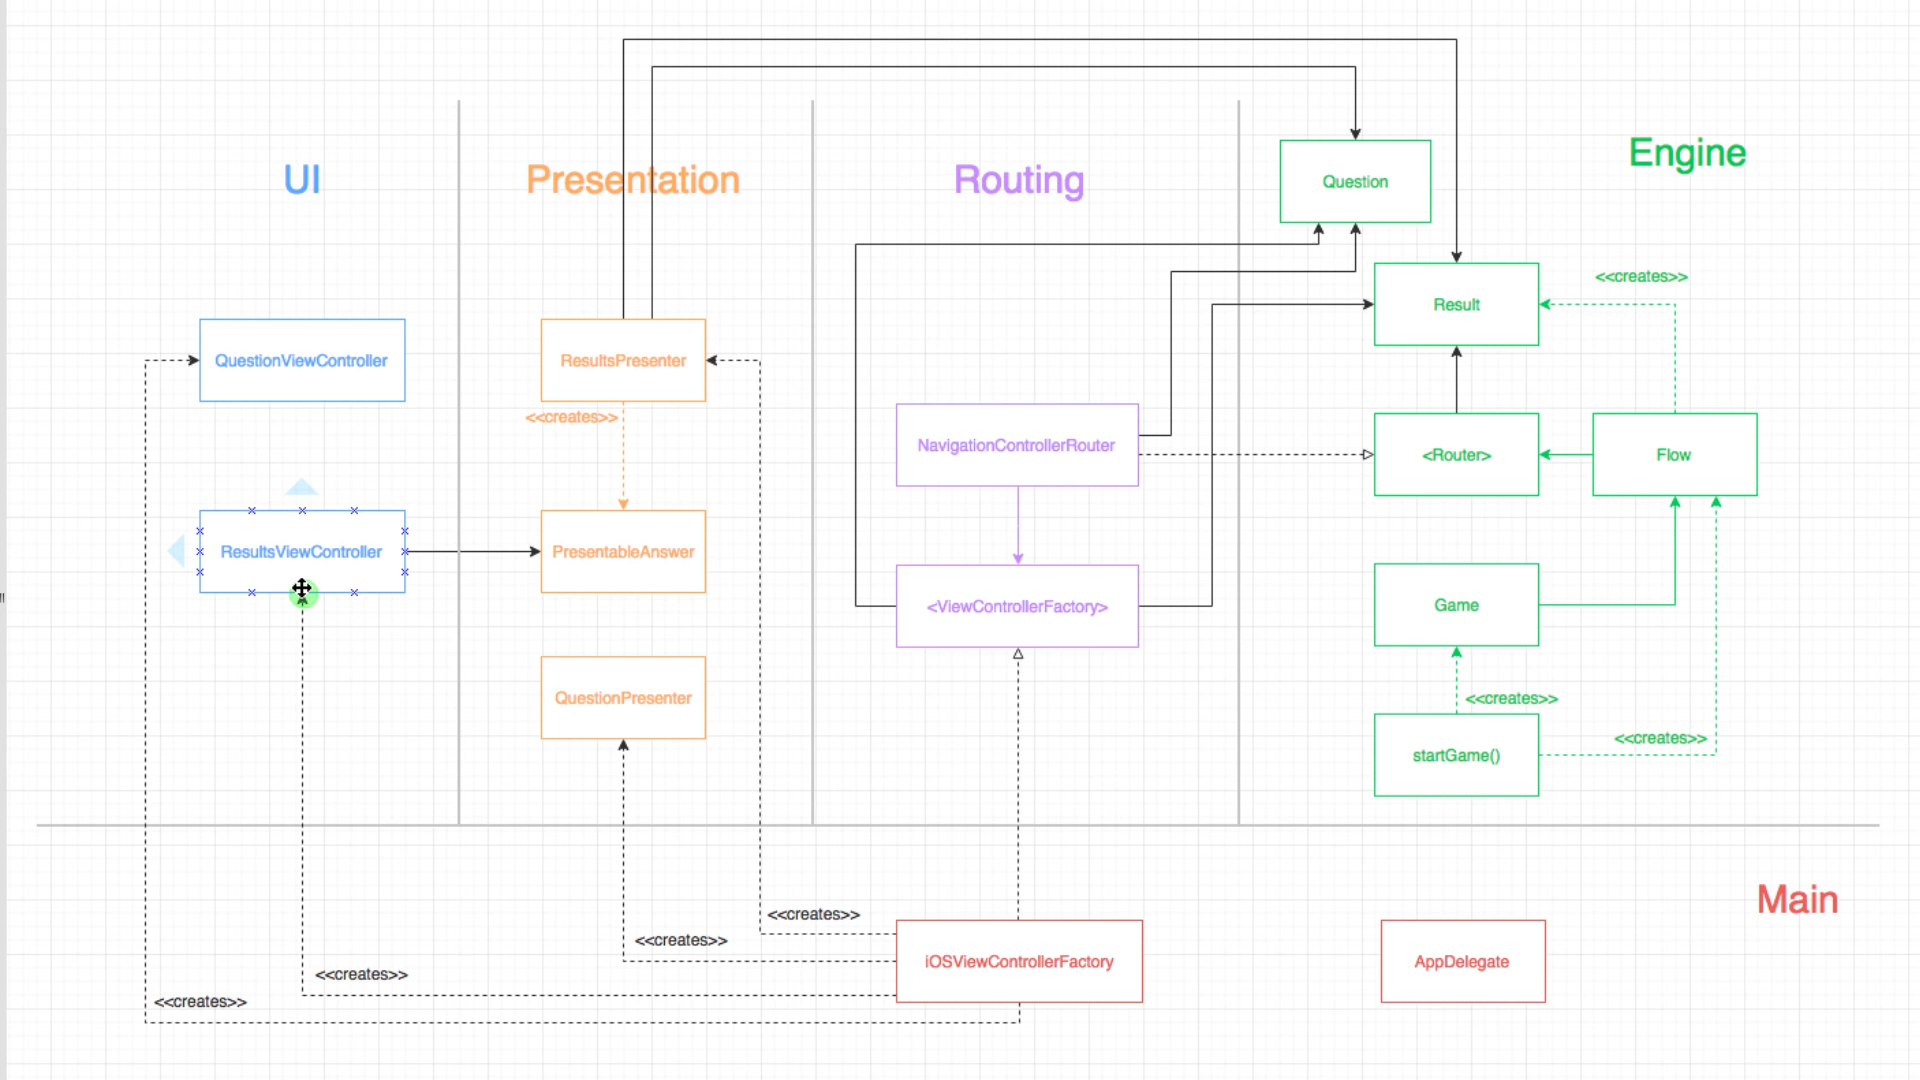 Engine
UI
Presentation
Routing
Question
<<creates>>
Result
QuestionViewController
ResultsPresenter
<<creates>>
NavigationControllerRouter
<Router>
Flow
ResultsViewController
PresentableAnswer
<ViewControllerFactory>
Game
QuestionPresenter
<<creates>>
<<creates>>
startGame()
Main
<<creates>>
<<creates>>
iOSViewControllerFactory
AppDelegate
<<creates>>
<<creates>>